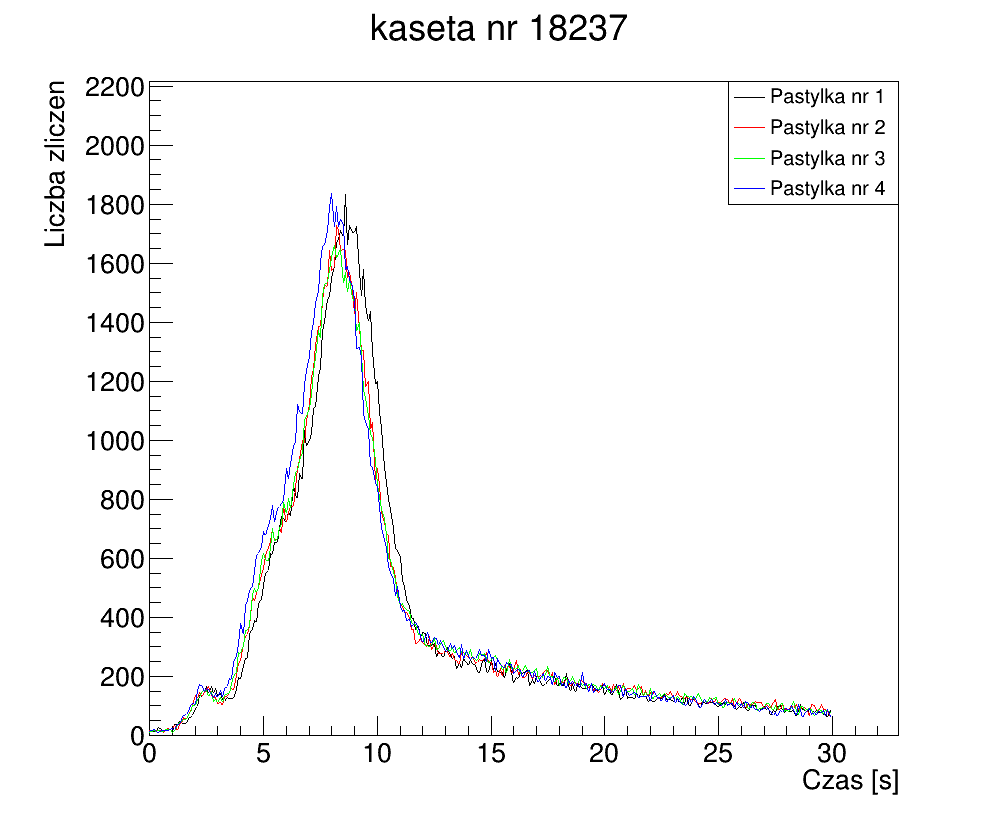 kaseta nr 18237
Liczba zliczen
2200
2000
1800
1600
1400
1200
1000
800
600
400
200
0
Pastylka nr 1
Pastylka nr 2
Pastylka nr 3
Pastylka nr 4
0 5 10 15 20 25 30
Czas [s]